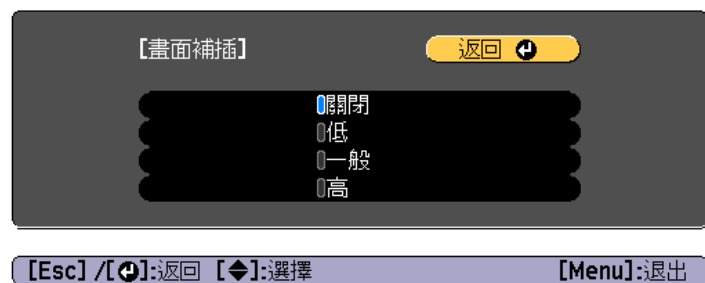 [畫面補插]
返回
關閉
低
一般
高
[Esc] /[⏎]:返回 [◆]:選擇 [Menu]:退出